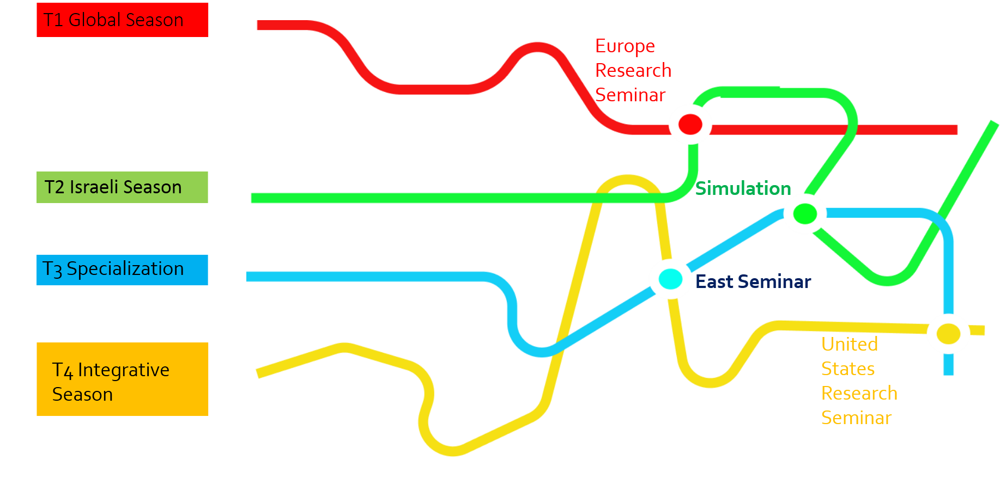 T1 Global Season
Europe
Research
Seminar
T2 Israeli Season
Simulation
T3 Specialization
East Seminar
T4 Integrative
Season
United
States
Research
Seminar